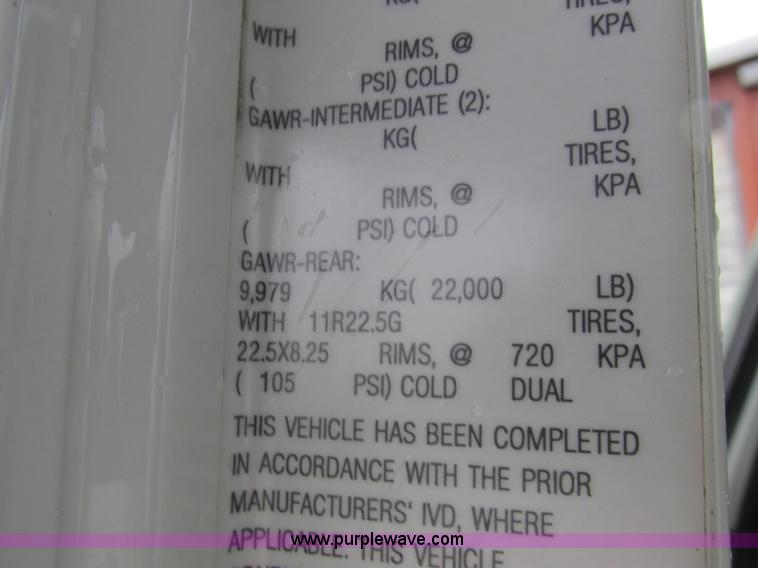 KG( TIRES,
WITH RIMS, @ KPA
( PSI) COLD
GAWR-INTERMEDIATE (2):
KG( LB)
WITH TIRES,
RIMS, @ KPA
( PSI) COLD
GAWR-REAR:
9,979 KG( 22,000 LB)
WITH 11R22.5G TIRES,
22.5X8.25 RIMS, @ 720 KPA
( 105 PSI) COLD DUAL
THIS VEHICLE HAS BEEN COMPLETED
IN ACCORDANCE WITH THE PRIOR
MANUFACTURERS' IVD, WHERE
APPLICABLE. THIS VEHICLE
www.purplewave.com